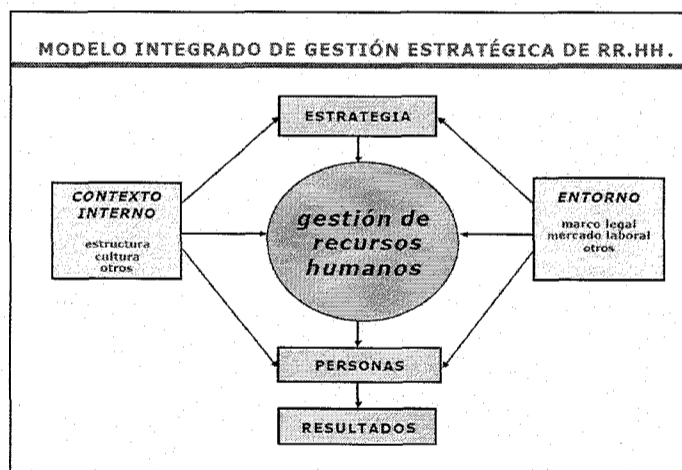 MODELO INTEGRADO DE GESTIÓN ESTRATÉGICA DE RR.HH.
ESTRATEGIA
CONTEXTO
INTERNO
estructura
cultura
otros
gestión de
recursos
humanos
ENTORNO
marco legal
mercado laboral
otros
PERSONAS
RESULTADOS